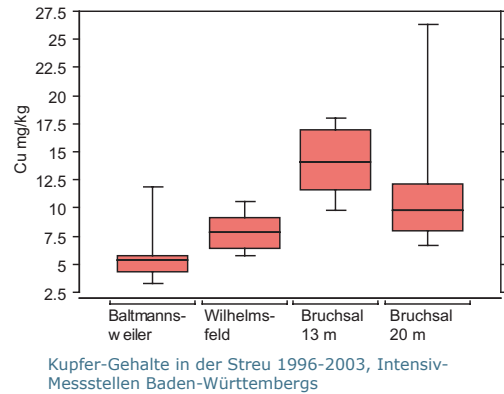 27.5
25
22.5
20
17.5
15
12.5
10
7.5
5
2.5
Cu mg/kg
Baltmanns-
weiler
Wilhelms-
feld
Bruchsal
13 m
Bruchsal
20 m
Kupfer-Gehalte in der Streu 1996-2003, Intensiv-
Messstellen Baden-Württembergs